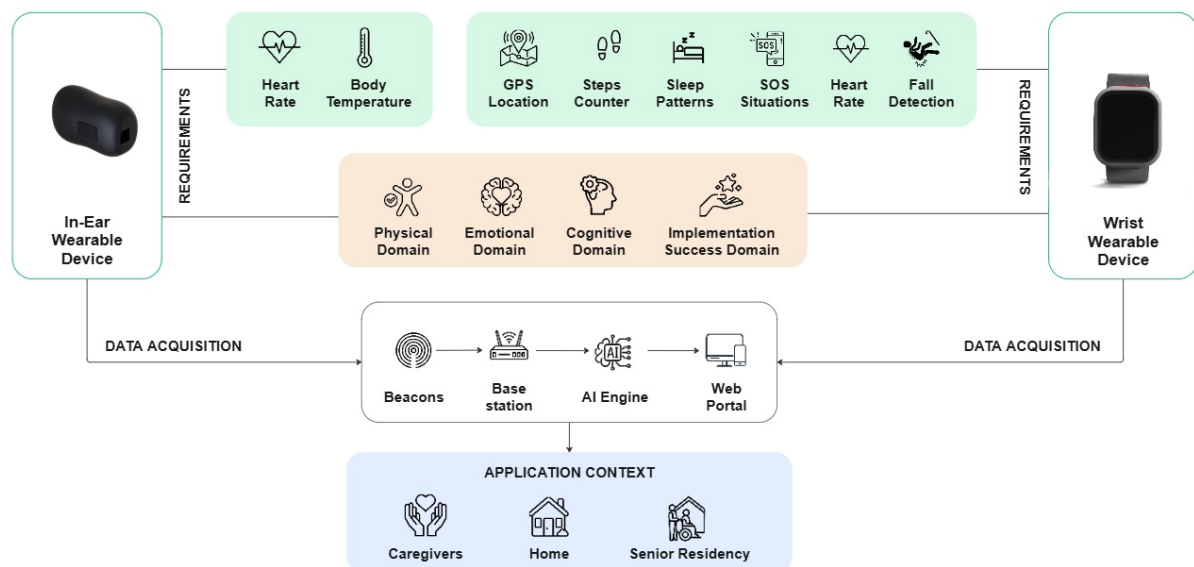 Heart
Rate
Body
Temperature
GPS
Location
Steps
Counter
Sleep
Patterns
SOS
SOS
Situations
Heart
Rate
Fall
Detection
REQUIREMENTS
REQUIREMENTS
In-Ear
Wearable
Device
Physical
Domain
Emotional
Domain
Cognitive
Domain
Implementation
Success Domain
Wrist
Wearable
Device
DATA ACQUISITION
DATA ACQUISITION
Beacons
Base
station
AI
AI Engine
Web
Portal
APPLICATION CONTEXT
Caregivers
Home
Senior Residency